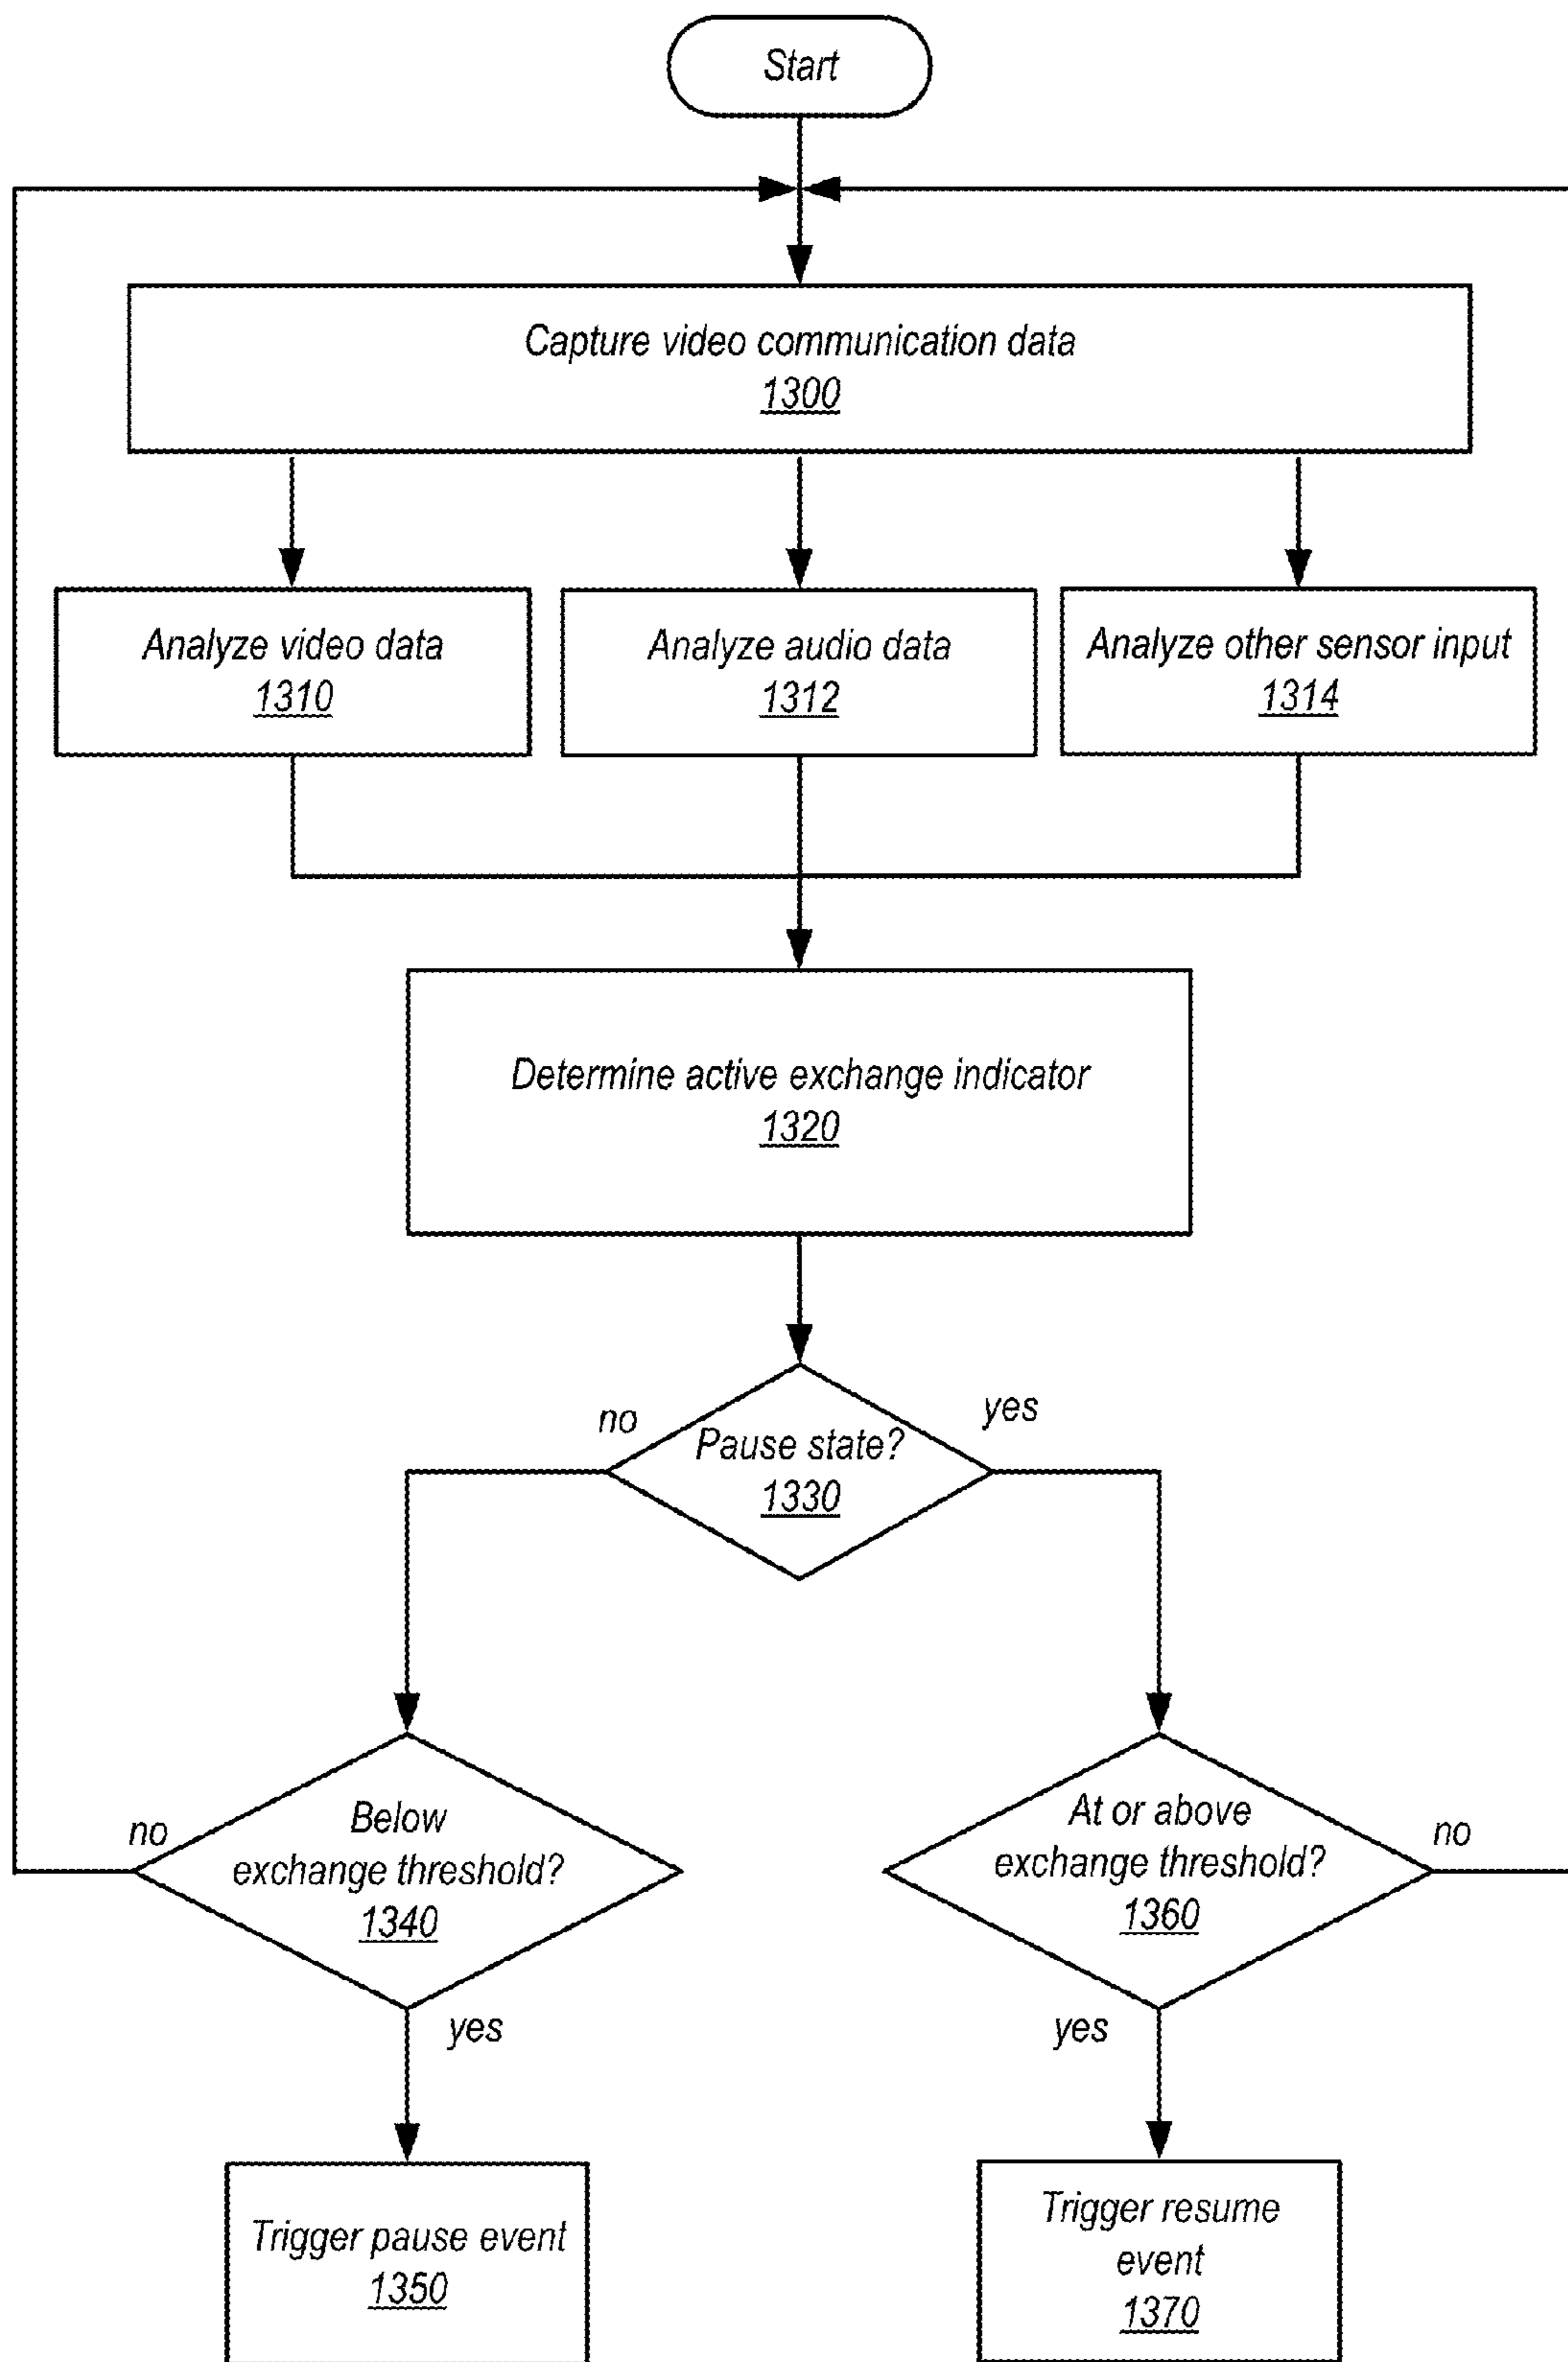 Start
Capture video communication data
1300
Analyze video data
1310
Analyze audio data
1312
Analyze other sensor input
1314
Determine active exchange indicator
1320
no
yes
Pause state?
1330
no
Below
exchange threshold?
1340
yes
At or above
exchange threshold?
1360
no
yes
Trigger pause event
1350
Trigger resume
event
1370